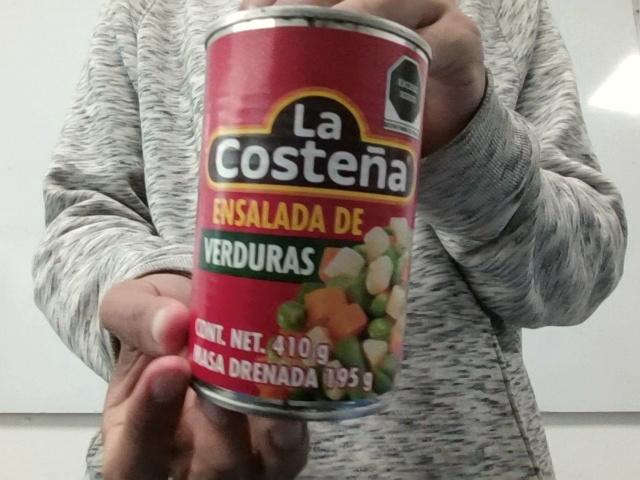 La
Costeña
ENSALADA DE
VERDURAS
CONT. NET. 410 g
MASA DRENADA 195 g